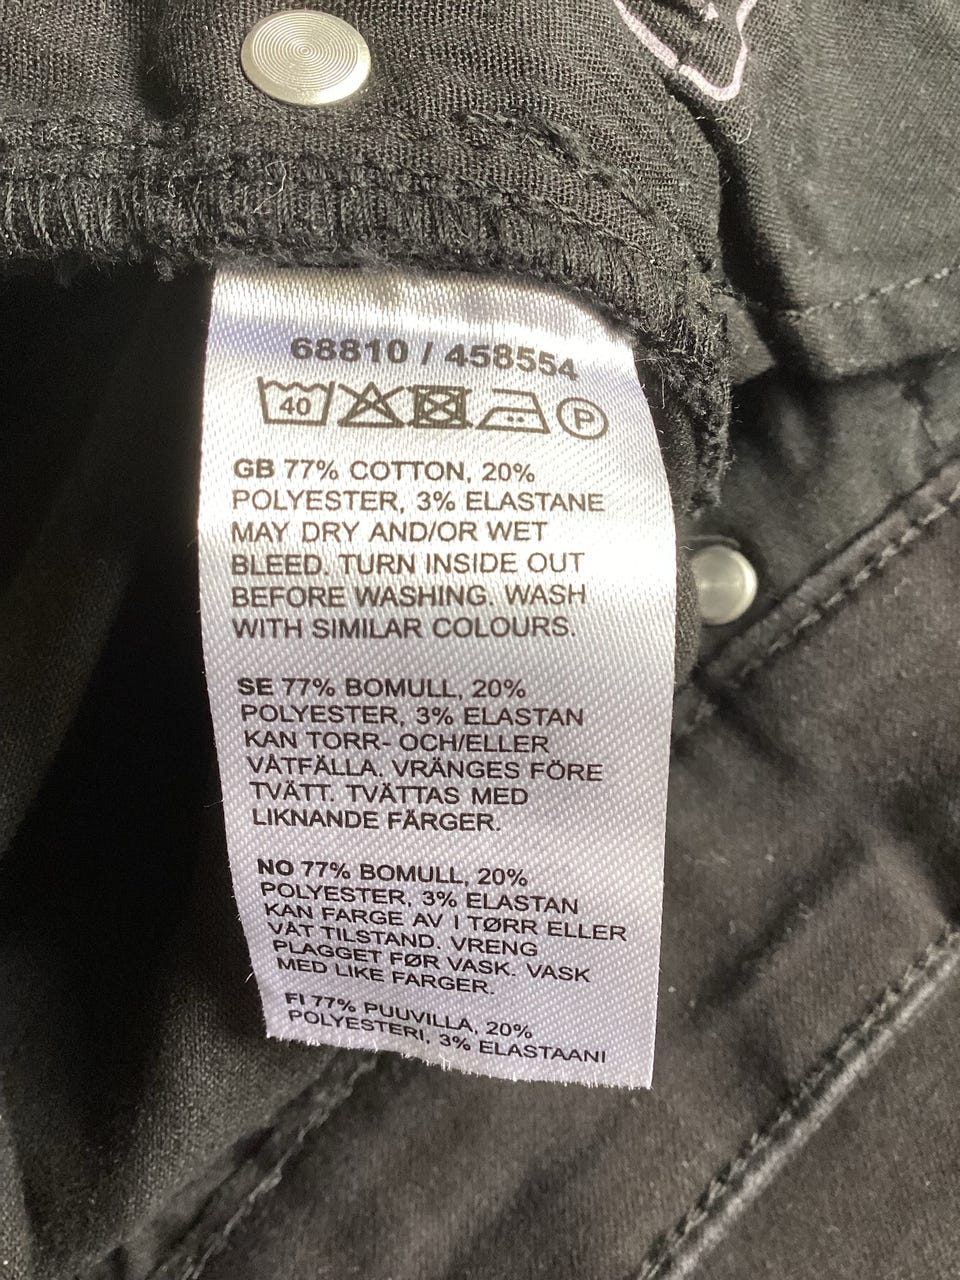 68810 / 458554
40 P
GB 77% COTTON, 20%
POLYESTER, 3% ELASTANE
MAY DRY AND/OR WET
BLEED. TURN INSIDE OUT
BEFORE WASHING. WASH
WITH SIMILAR COLOURS.
SE 77% BOMULL, 20%
POLYESTER, 3% ELASTAN
KAN TORR- OCH/ELLER
VÅTFÄLLA. VRÄNGES FÖRE
TVÄTT. TVÄTTAS MED
LIKNANDE FÄRGER.
NO 77% BOMULL, 20%
POLYESTER, 3% ELASTAN
KAN FARGE AV I TØRR ELLER
VÅT TILSTAND. VRENG
PLAGGET FØR VASK. VASK
MED LIKE FARGER.
FI 77% PUUVILLA, 20%
POLYESTERI, 3% ELASTAANI